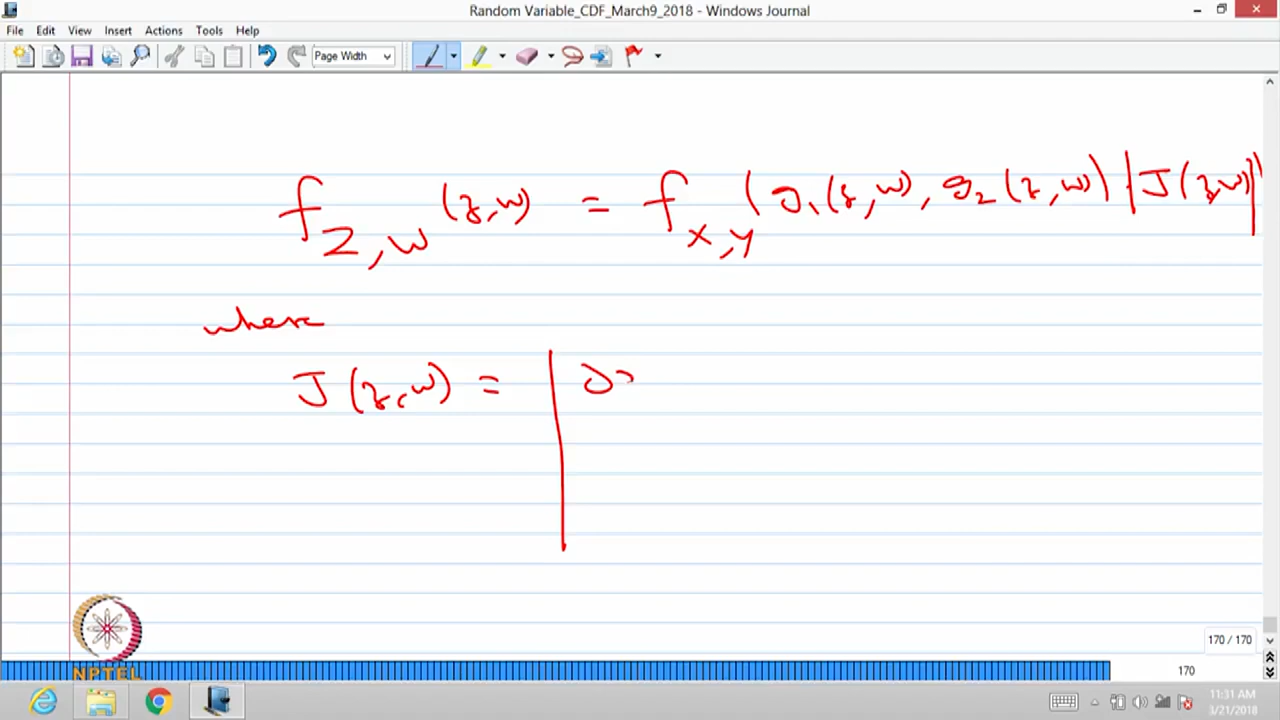 Random Variable_CDF_March9_2018 - Windows Journal
File Edit View Insert Actions Tools Help
Page Width
f_{Z,W} (z,w) = f_{X,Y} (g_1(z,w), g_2(z,w)) |J(z,w)|
where
J(z,w) = | ∂x
170 / 170
NPTEL
170
11:31 AM
3/21/2018